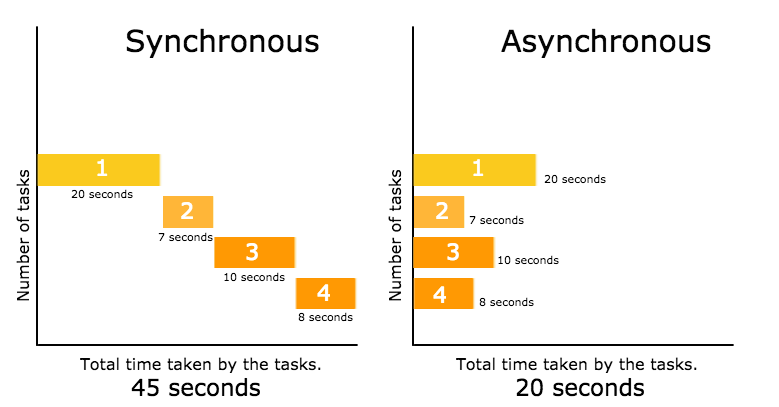 Synchronous
Number of tasks
1
20 seconds
2
7 seconds
3
10 seconds
4
8 seconds
Total time taken by the tasks.
45 seconds
Asynchronous
Number of tasks
1
20 seconds
2
7 seconds
3
10 seconds
4
8 seconds
Total time taken by the tasks.
20 seconds